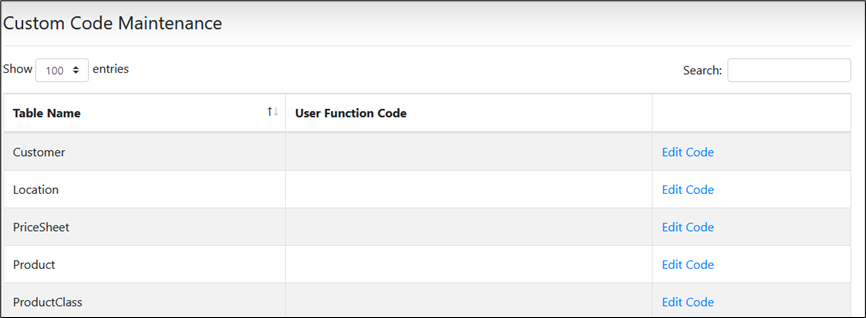 Custom Code Maintenance
Show 100 entries Search:
Table Name User Function Code
Customer Edit Code
Location Edit Code
PriceSheet Edit Code
Product Edit Code
ProductClass Edit Code